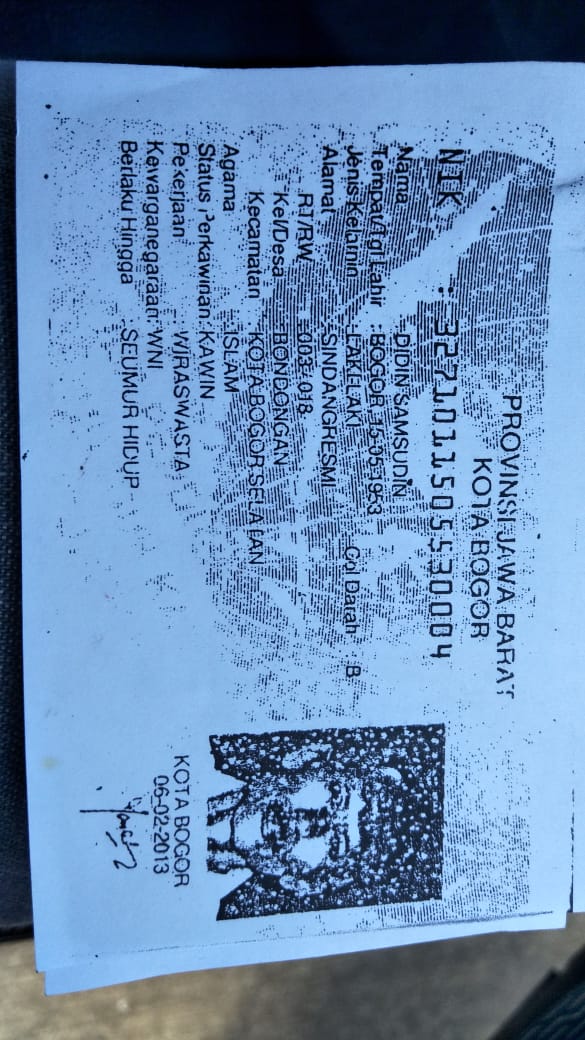 PROVINSI JAWA BARAT
KOTA BOGOR
NIK : 3271011505530004
Nama : DIDIN SAMSUDIN
Tempat/Tgl Lahir : BOGOR, 15-05-1953
Jenis Kelamin : LAKI-LAKI Gol Darah : B
Alamat : SINDANGRESMI
RT/RW : 003 / 018
Kel/Desa : BONDONGAN
Kecamatan : KOTA BOGOR SELATAN
Agama : ISLAM
Status Perkawinan: KAWIN
Pekerjaan : WIRASWASTA
Kewarganegaraan: WNI
Berlaku Hingga : SEUMUR HIDUP
KOTA BOGOR
06-02-2013